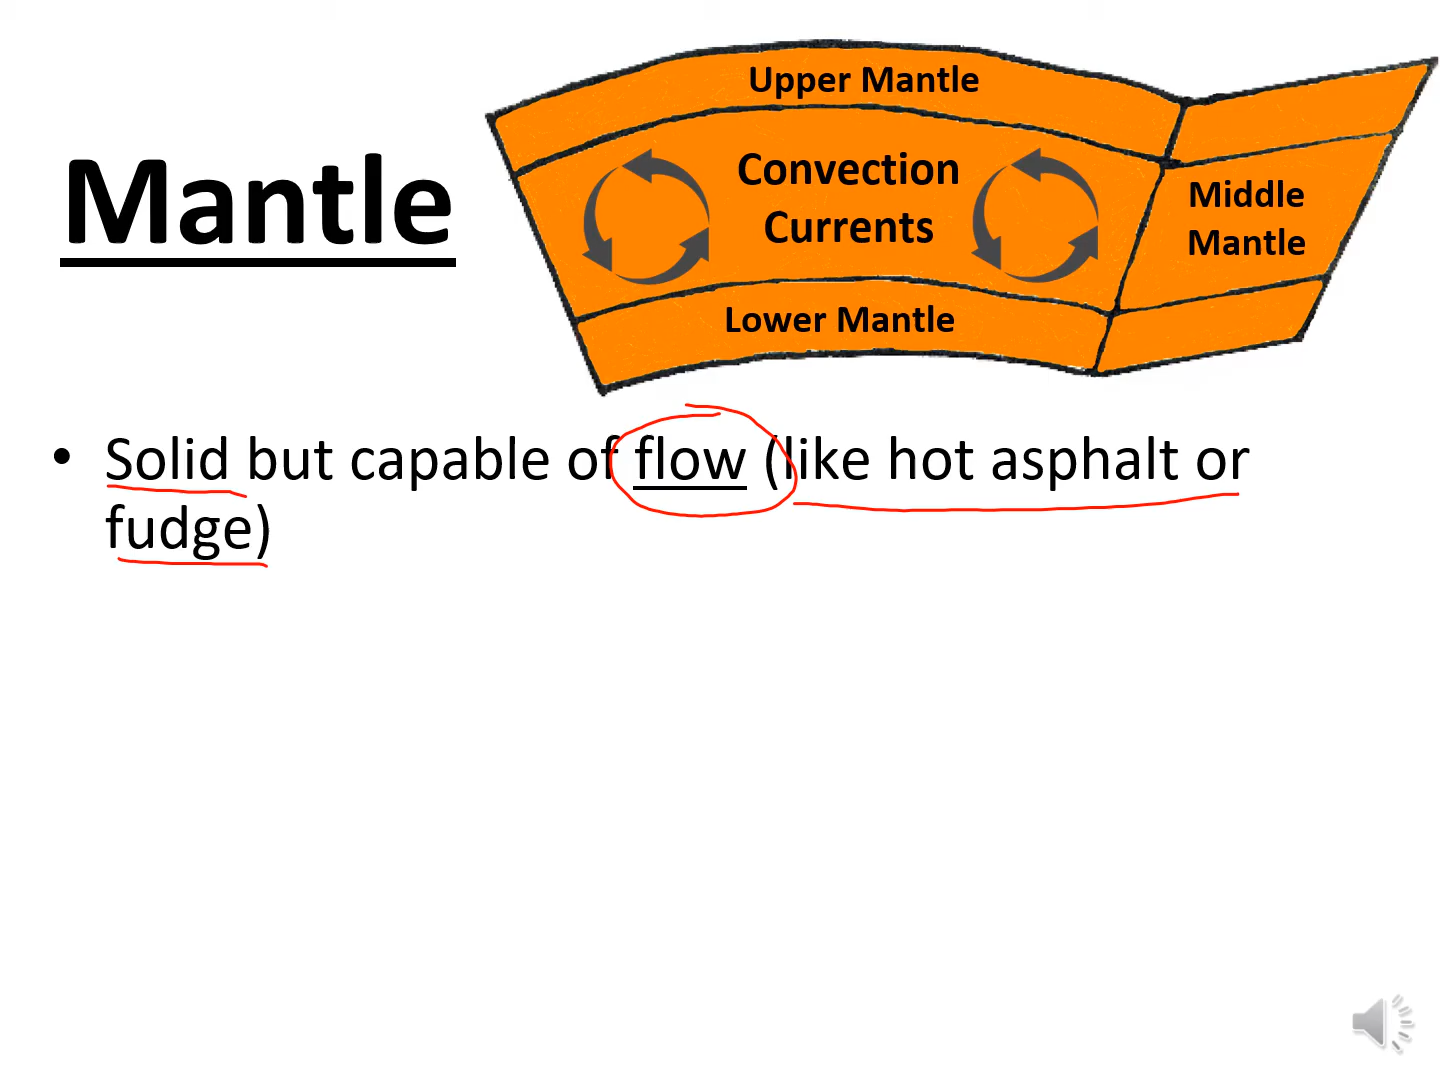 Mantle
Upper Mantle
Convection
Currents
Middle
Mantle
Lower Mantle
• Solid but capable of flow (like hot asphalt or
fudge)